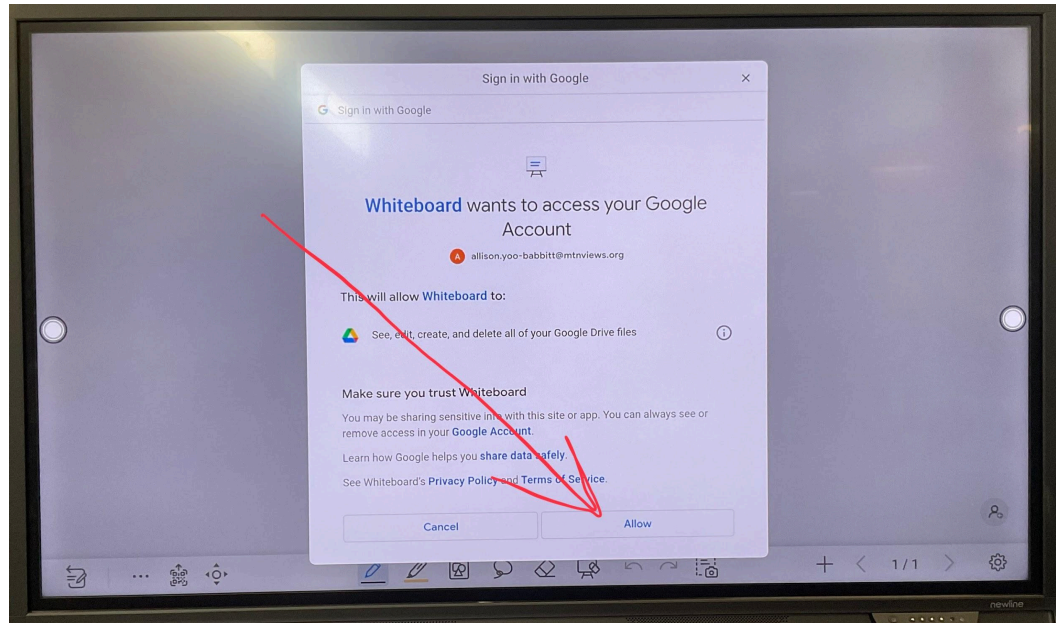 Sign in with Google
Sign in with Google
Whiteboard wants to access your Google
Account
A allison.yoo-babbitt@mtnviews.org
This will allow Whiteboard to:
See, edit, create, and delete all of your Google Drive files
Make sure you trust Whiteboard
You may be sharing sensitive info with this site or app. You can always see or
remove access in your Google Account.
Learn how Google helps you share data safely.
See Whiteboard's Privacy Policy and Terms of Service.
Cancel Allow
1/1
newline